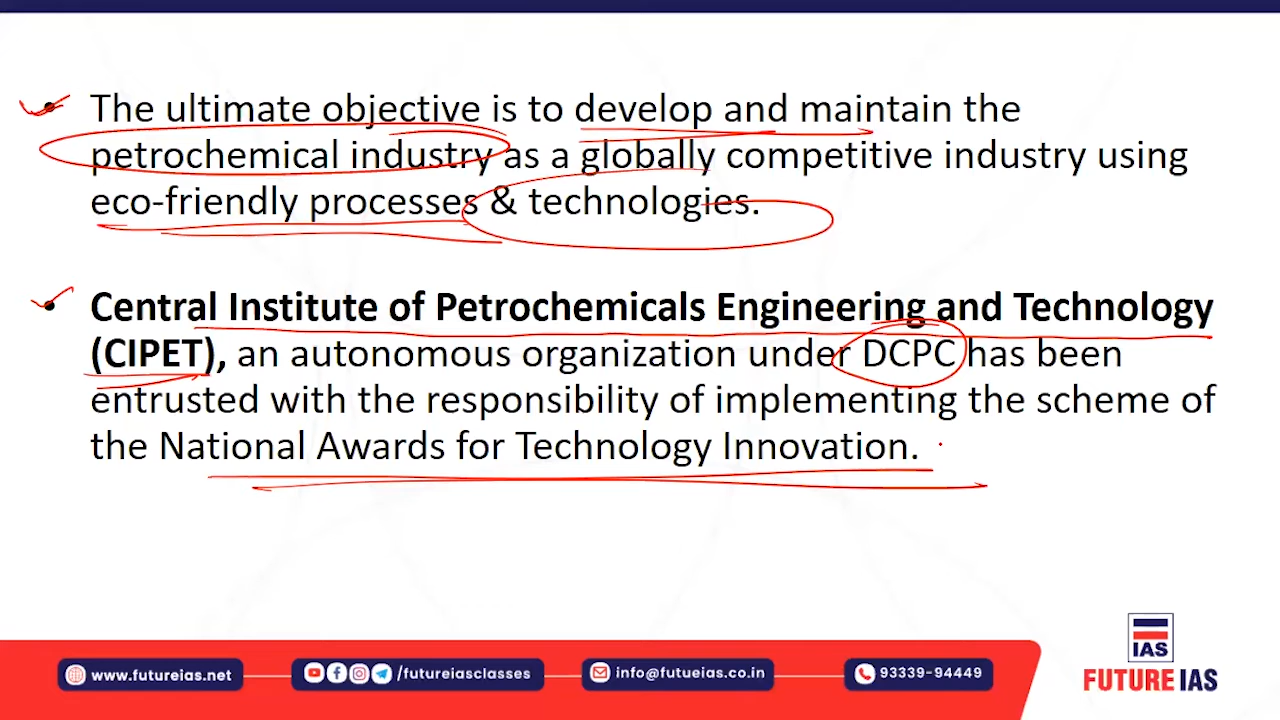 The ultimate objective is to develop and maintain the
petrochemical industry as a globally competitive industry using
eco-friendly processes & technologies.
Central Institute of Petrochemicals Engineering and Technology
(CIPET), an autonomous organization under DCPC has been
entrusted with the responsibility of implementing the scheme of
the National Awards for Technology Innovation.
www.futureias.net
/futureiasclasses
info@futueias.co.in
93339-94449
IAS
FUTURE IAS